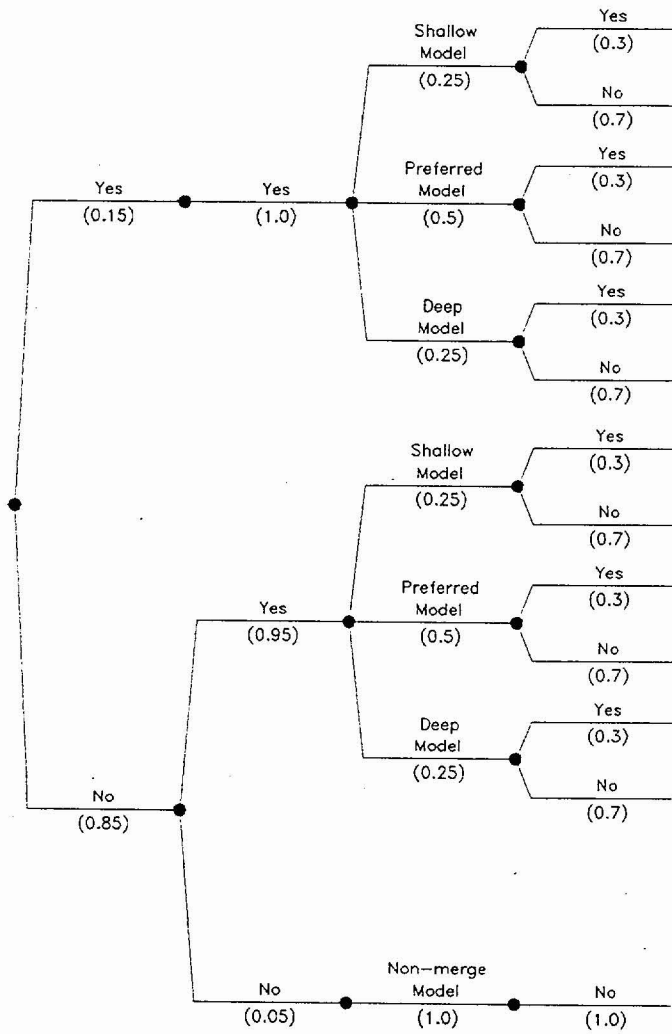 Shallow
Model
(0.25)
Yes
(0.3)
No
(0.7)
Yes
(0.15)
Yes
(1.0)
Preferred
Model
(0.5)
Yes
(0.3)
No
(0.7)
Deep
Model
(0.25)
Yes
(0.3)
No
(0.7)
Shallow
Model
(0.25)
Yes
(0.3)
No
(0.7)
Yes
(0.95)
Preferred
Model
(0.5)
Yes
(0.3)
No
(0.7)
Deep
Model
(0.25)
Yes
(0.3)
No
(0.7)
No
(0.85)
No
(0.05)
Non-merge
Model
(1.0)
No
(1.0)